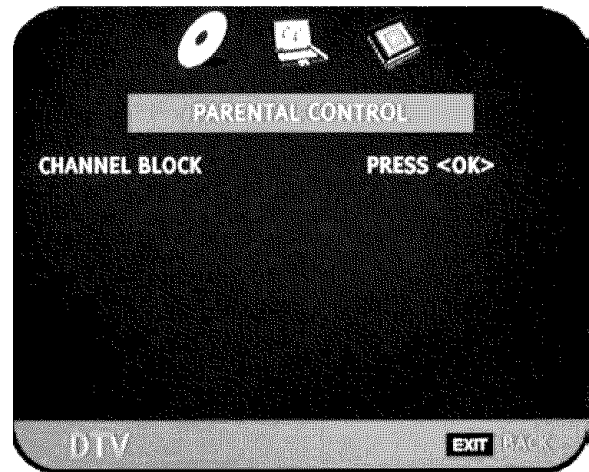 PARENTAL CONTROL
CHANNEL BLOCK PRESS <OK>
DTV EXIT BACK